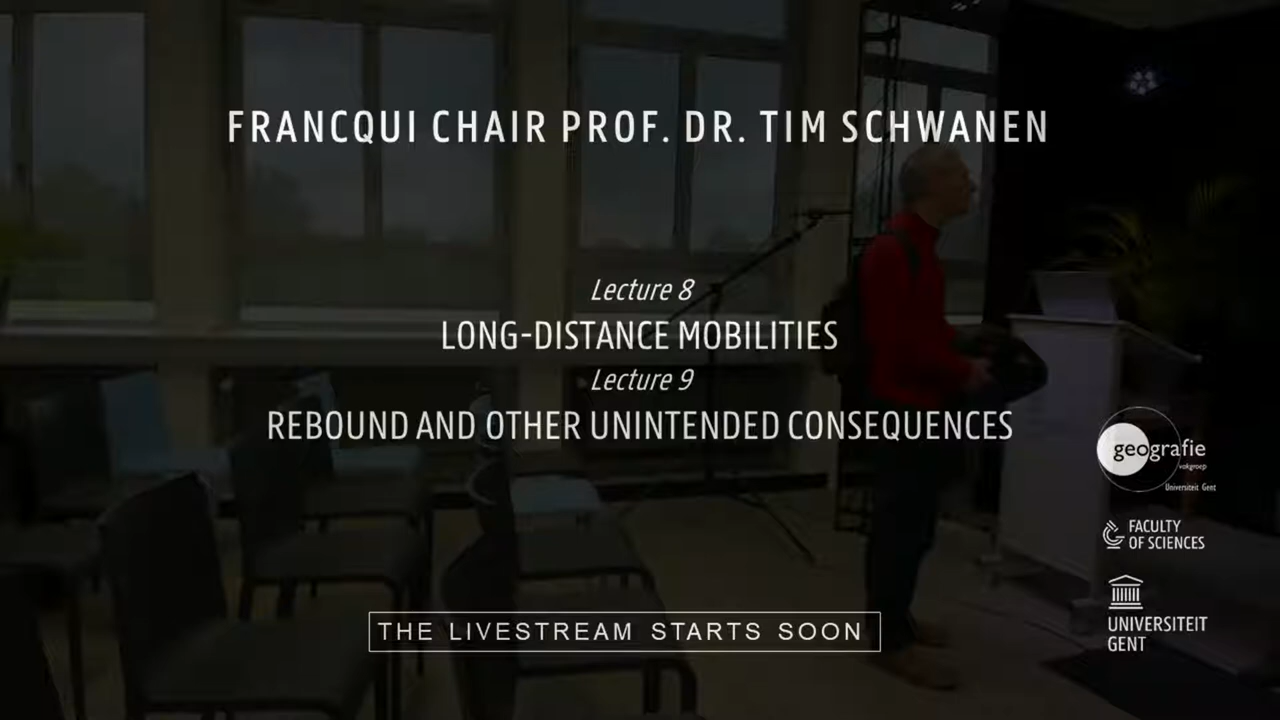 FRANCQUI CHAIR PROF. DR. TIM SCHWANEN
Lecture 8
LONG-DISTANCE MOBILITIES
Lecture 9
REBOUND AND OTHER UNINTENDED CONSEQUENCES
geografie
vakgroep
Universiteit Gent
FACULTY
OF SCIENCES
THE LIVESTREAM STARTS SOON
UNIVERSITEIT
GENT